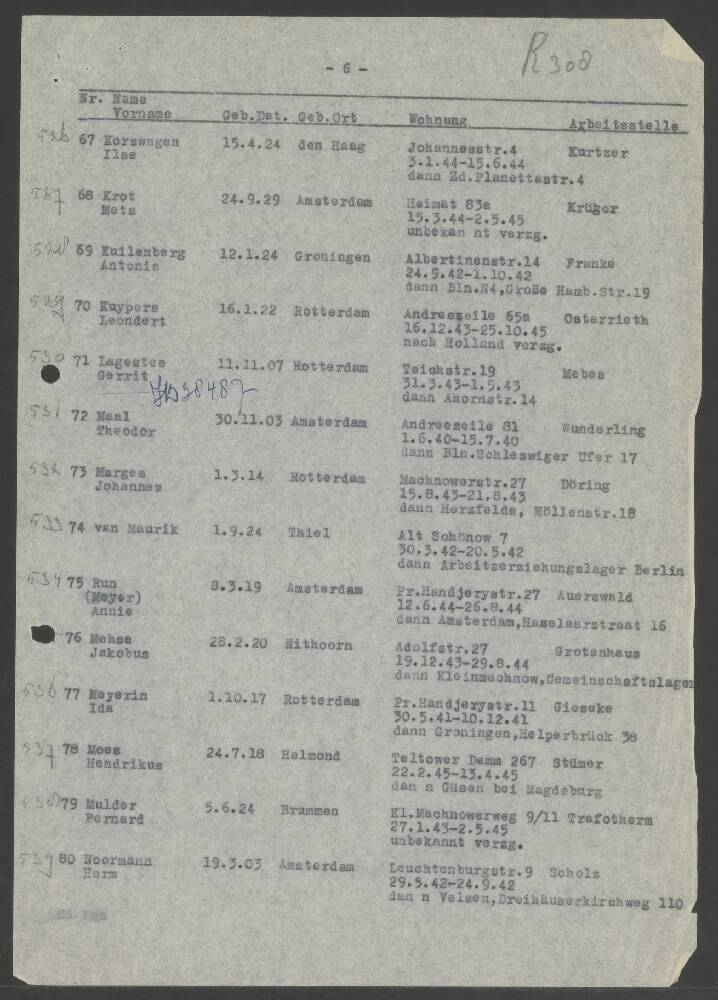 - 6 -
R 308
Nr. Name Vorname Geb.Dat. Geb.Ort Wohnung Arbeitsstelle
526 67 Korswagen 15.4.24 den Haag Johannesstr.4 Kurtzer
Ilse 3.1.44-15.6.44
dann Zd.Planettastr.4
527 68 Krot 24.9.29 Amsterdam Heimat 83a Krüger
Meta 15.3.44-2.5.45
unbekan nt verzg.
528 69 Kuilenberg 12.1.24 Groningen Albertinenstr.14 Franke
Antonia 24.9.42-1.10.42
dann Bln.N4,Große Hamb.Str.19
529 70 Kuypers 16.1.22 Rotterdam Andreezeile 65a Osterrieth
Leondert 16.12.43-25.10.45
nach Holland verzg.
530 71 Lagestee 11.11.07 Rotterdam Teichstr.19 Mebes
Gerrit 31.3.43-1.5.43
38487 dann Ahornstr.14
531 72 Maal 30.11.03 Amsterdam Andreezeile 81 Wunderling
Theodor 1.6.40-15.7.40
dann Bln.Schleswiger Ufer 17
532 73 Marges 1.3.14 Rotterdam Machnowerstr.27 Döring
Johannes 15.8.43-21.8.43
dann Herzfelde, Möllenstr.18
533 74 van Maurik 1.9.24 Thiel Alt Schönow 7
30.3.42-20.5.42
dann Arbeitserziehungslager Berlin
534 75 Run 8.3.19 Amsterdam Pr.Handjerystr.27 Auerswald
(Meyer) 12.6.44-26.8.44
Annie dann Amsterdam,Hazelaarstraat 16
76 Mehse 28.2.20 Hithoorn Adolfstr.27 Grotenhaus
Jakobus 19.12.43-29.8.44
dann Kleinmachnow,Gemeinschaftslager
536 77 Meyerin 1.10.17 Rotterdam Pr.Handjerystr.11 Gieseke
Ida 30.5.41-10.12.41
dann Groningen,Helperbrück 38
537 78 Moes 24.7.18 Helmond Teltower Damm 267 Stümer
Hendrikus 22.2.45-13.4.45
dan n Güsen bei Magdeburg
538 79 Mulder 5.6.24 Brummen Kl.Machnowerweg 9/11 Trafotherm
Bernard 27.1.43-2.5.45
unbekannt verzg.
539 80 Noormann 19.3.03 Amsterdam Leuchtenburgstr.9 Scholz
Herm 29.5.42-24.9.42
dan n Velsen,Dreihäuserkirchweg 110